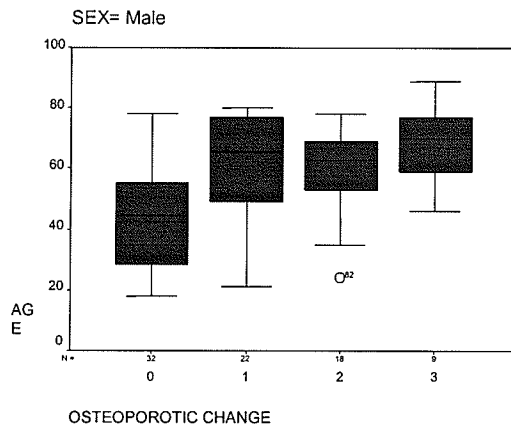 SEX= Male
100
80
60
40
20
0
AG
E
O82
N = 32 22 18 9
0 1 2 3
OSTEOPOROTIC CHANGE